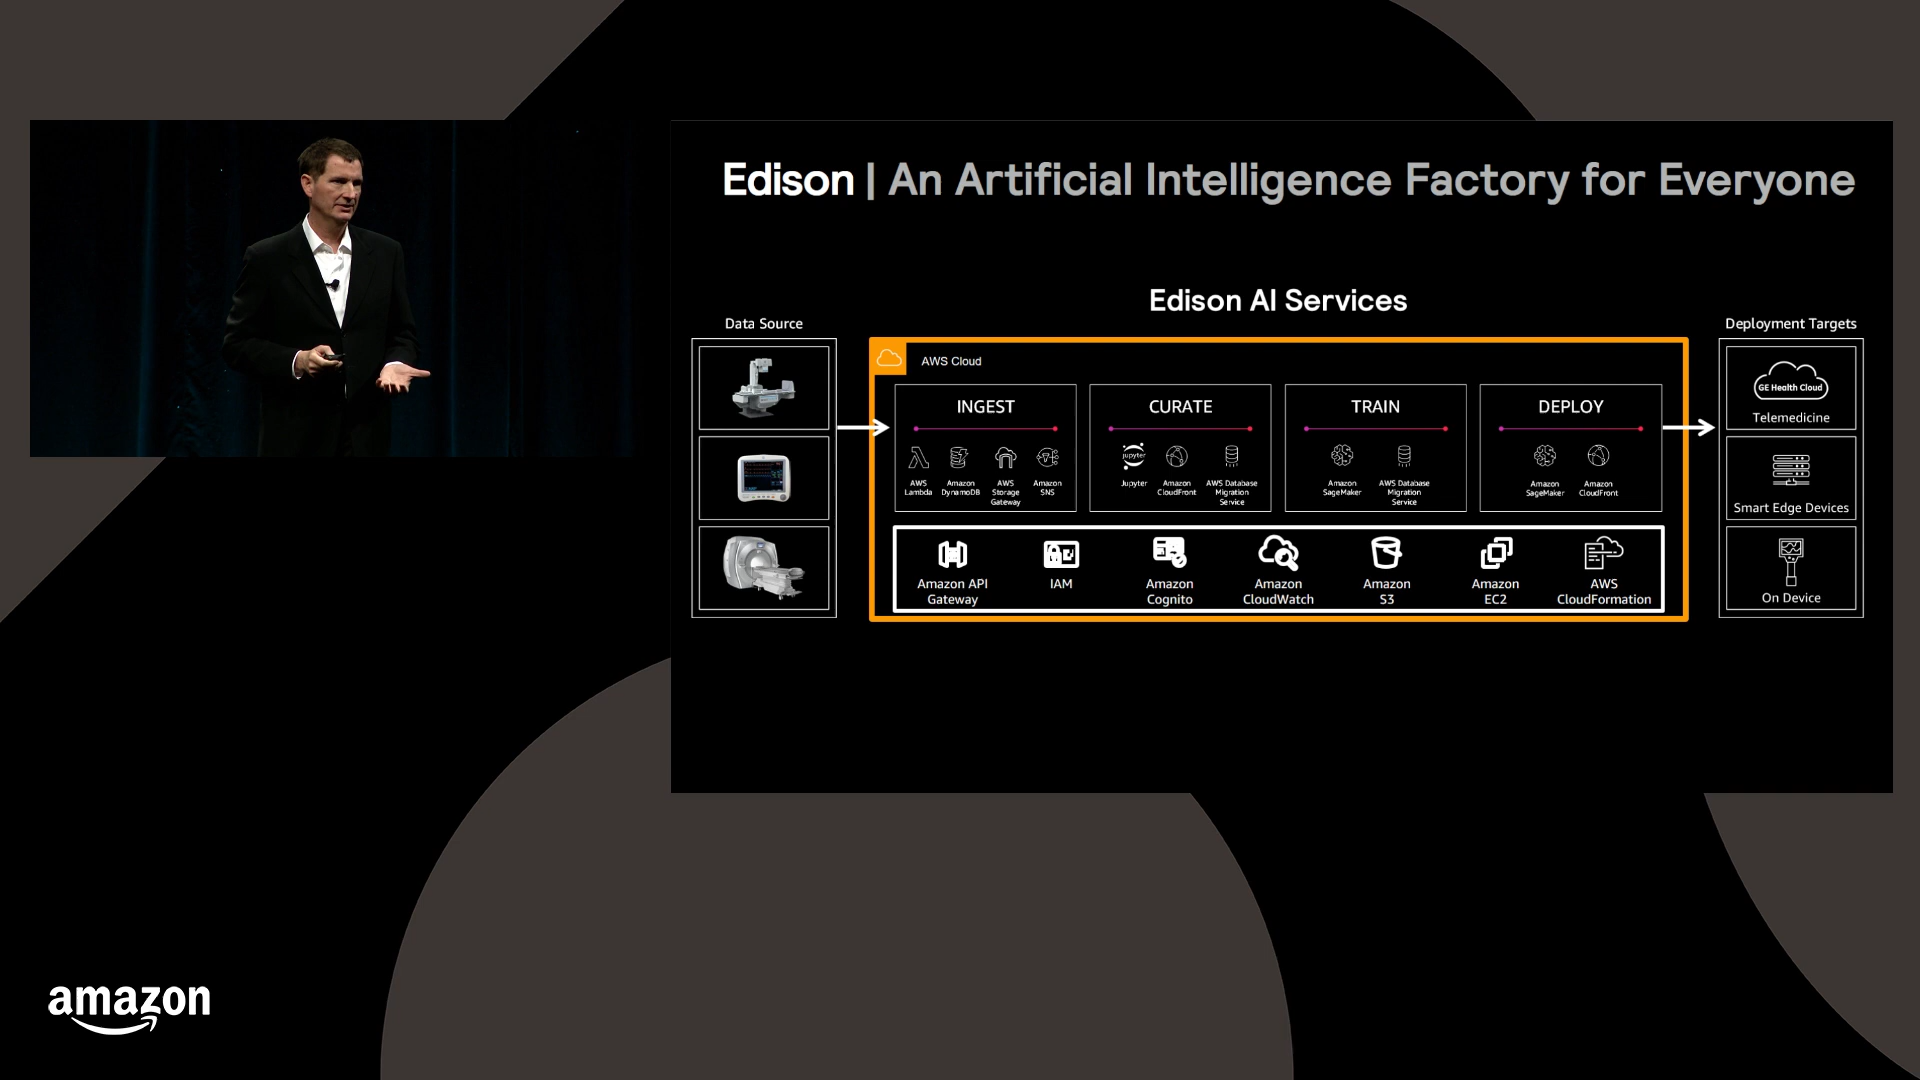 Edison | An Artificial Intelligence Factory for Everyone
Edison AI Services
Data Source
Deployment Targets
AWS Cloud
INGEST
AWS
Lambda
Amazon
DynamoDB
AWS
Storage
Gateway
Amazon
SNS
CURATE
Jupyter
Jupyter
Amazon
CloudFront
AWS Database
Migration
Service
TRAIN
Amazon
SageMaker
AWS Database
Migration
Service
DEPLOY
Amazon
SageMaker
Amazon
CloudFront
Amazon API
Gateway
IAM
Amazon
Cognito
Amazon
CloudWatch
Amazon
S3
Amazon
EC2
AWS
CloudFormation
GE Health Cloud
Telemedicine
Smart Edge Devices
On Device
amazon